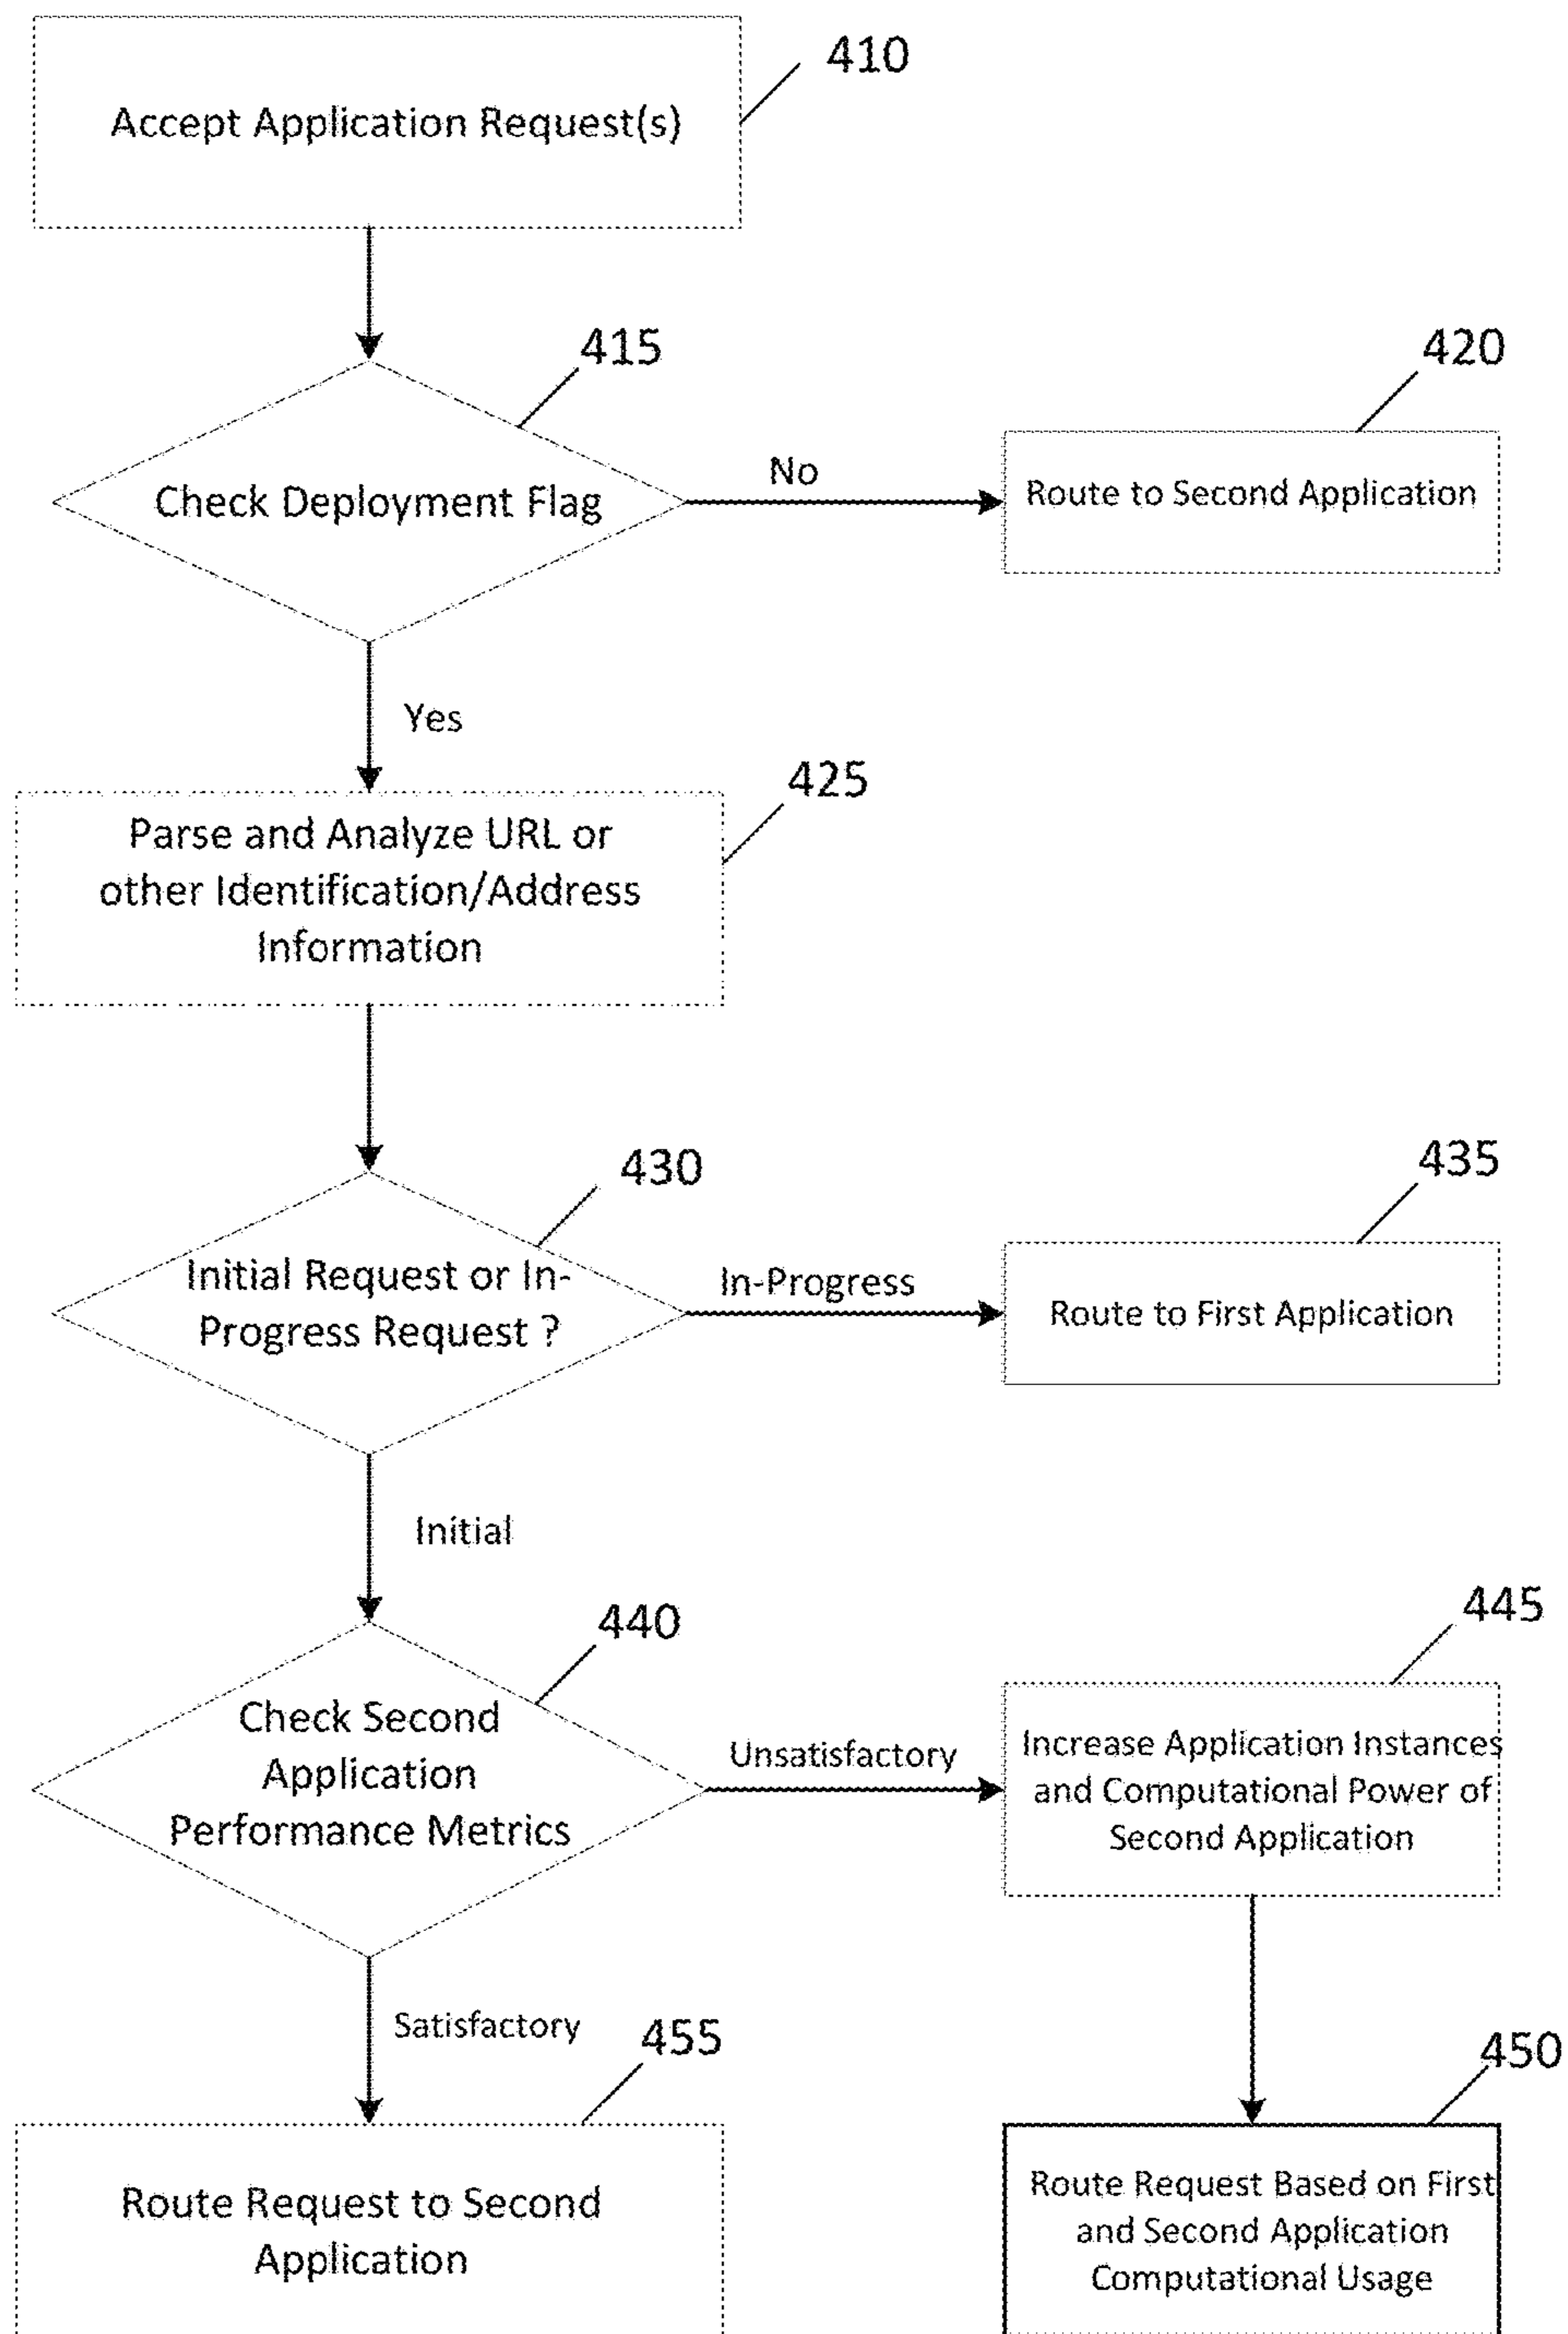 410
Accept Application Request(s)
415
420
Check Deployment Flag
No
Route to Second Application
Yes
425
Parse and Analyze URL or
other Identification/Address
Information
430
435
Initial Request or In-
Progress Request ?
In-Progress
Route to First Application
Initial
440
445
Check Second
Application
Performance Metrics
Unsatisfactory
Increase Application Instances
and Computational Power of
Second Application
Satisfactory
455
450
Route Request to Second
Application
Route Request Based on First
and Second Application
Computational Usage